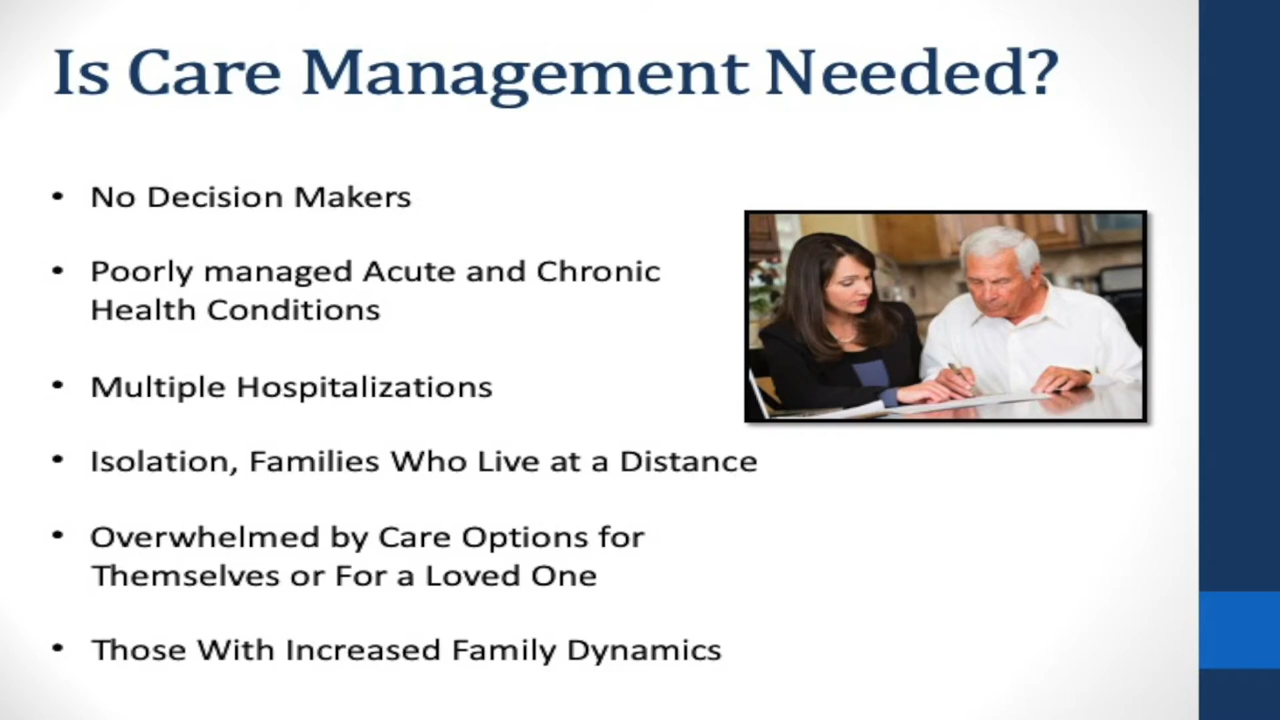 Is Care Management Needed?
• No Decision Makers
• Poorly managed Acute and Chronic
Health Conditions
• Multiple Hospitalizations
• Isolation, Families Who Live at a Distance
• Overwhelmed by Care Options for
Themselves or For a Loved One
• Those With Increased Family Dynamics